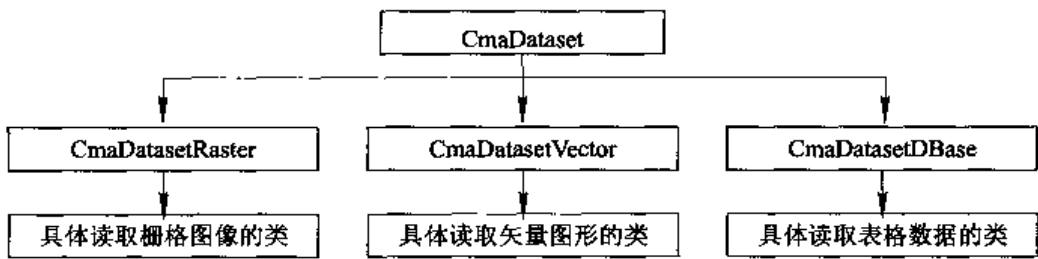 CmaDataset
CmaDatasetRaster
CmaDatasetVector
CmaDatasetDBase
具体读取栅格图像的类
具体读取矢量图形的类
具体读取表格数据的类